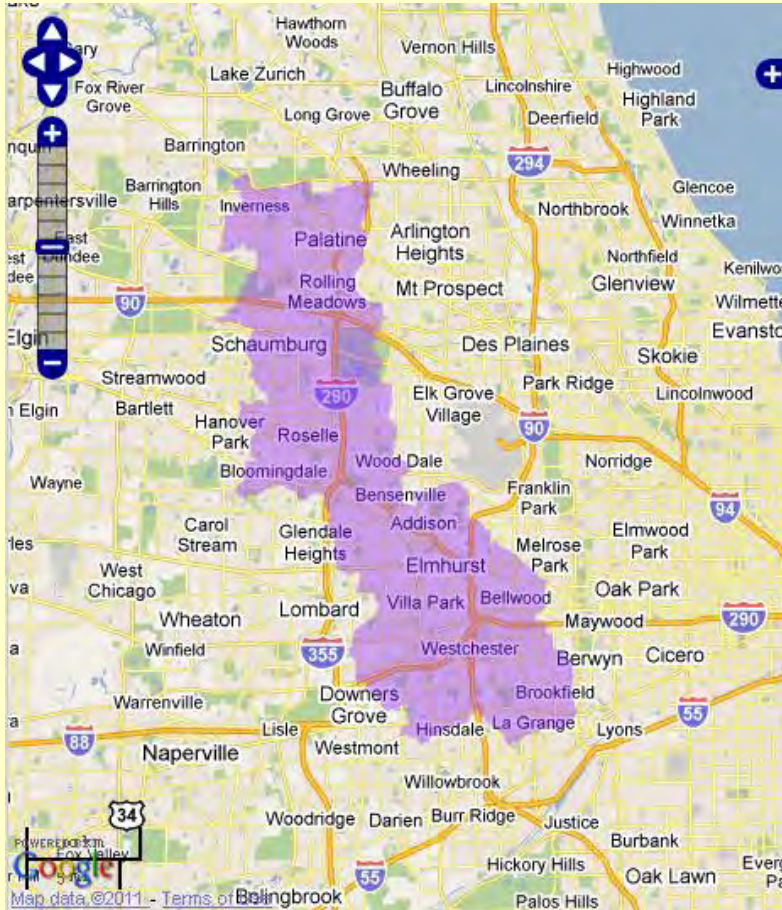 Hawthorn
Woods
Vernon Hills
Highwood
Lake Zurich
Fox River
Grove
Buffalo
Grove
Lincolnshire
Highland
Park
Long Grove
Deerfield
Barrington
294
Wheeling
Barrington
Hills
Glencoe
Inverness
Northbrook
Winnetka
East
Dundee
Palatine
Arlington
Heights
Northfield
Rolling
Meadows
Mt Prospect
Glenview
90
Schaumburg
Des Plaines
Skokie
Streamwood
Park Ridge
Lincolnwood
290
Elk Grove
Village
Bartlett
Hanover
Park
Roselle
90
Wood Dale
Norridge
Bloomingdale
Wayne
Bensenville
Franklin
Park
94
Addison
Carol
Stream
Glendale
Heights
Elmwood
Park
Melrose
Park
Elmhurst
West
Chicago
Oak Park
Villa Park
Bellwood
Lombard
Wheaton
Maywood
290
Winfield
355
Westchester
Berwyn
Cicero
Downers
Grove
Brookfield
Warrenville
55
La Grange
Lisle
Hinsdale
Lyons
88
Naperville
Westmont
Willowbrook
34
Woodridge
Darien
Burr Ridge
Justice
Burbank
POWERED BY
Google
Fox Valley
55
Hickory Hills
Oak Lawn
Map data ©2011 - Terms of
Bolingbrook
Palos Hills